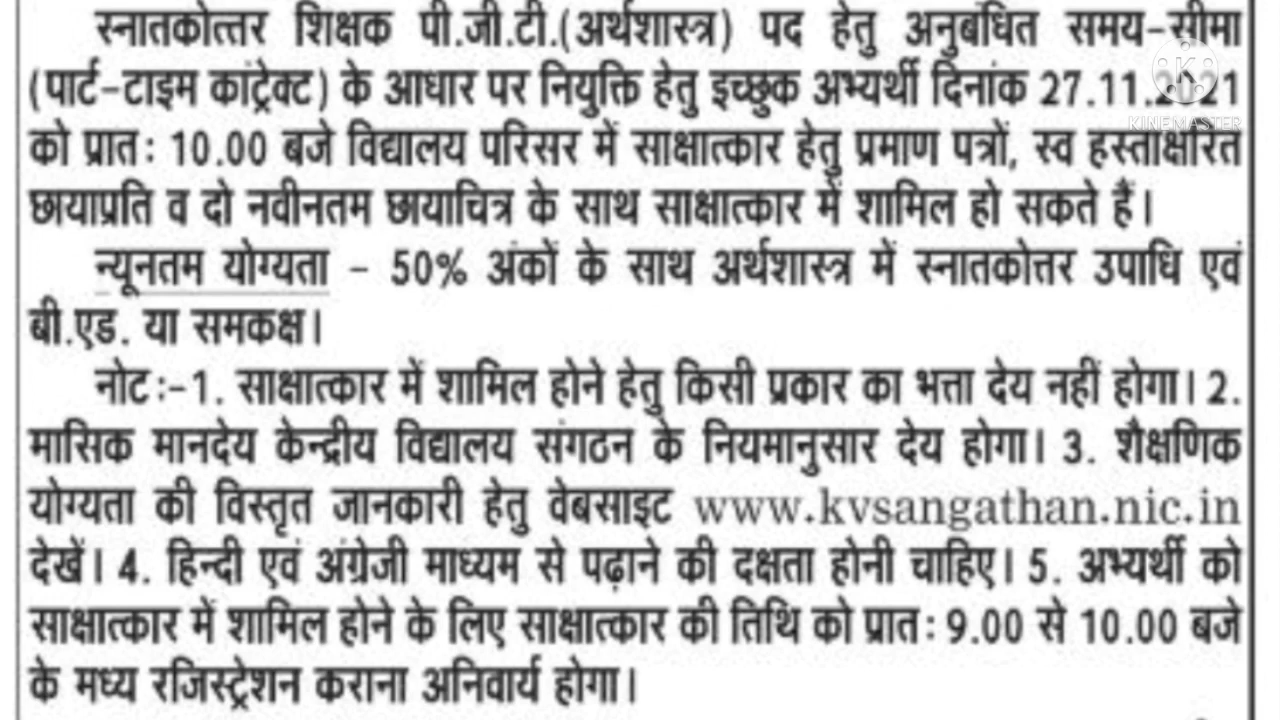 स्नातकोत्तर शिक्षक पी.जी.टी.(अर्थशास्त्र) पद हेतु अनुबंधित समय-सीमा
(पार्ट-टाइम कांट्रेक्ट) के आधार पर नियुक्ति हेतु इच्छुक अभ्यर्थी दिनांक 27.11.2021
KINEMASTER
को प्रातः 10.00 बजे विद्यालय परिसर में साक्षात्कार हेतु प्रमाण पत्रों, स्व हस्ताक्षरित
छायाप्रति व दो नवीनतम छायाचित्र के साथ साक्षात्कार में शामिल हो सकते हैं।
न्यूनतम योग्यता - 50% अंकों के साथ अर्थशास्त्र में स्नातकोत्तर उपाधि एवं
बी.एड. या समकक्ष।
नोटः-1. साक्षात्कार में शामिल होने हेतु किसी प्रकार का भत्ता देय नहीं होगा। 2.
मासिक मानदेय केन्द्रीय विद्यालय संगठन के नियमानुसार देय होगा। 3. शैक्षणिक
योग्यता की विस्तृत जानकारी हेतु वेबसाइट www.kvsangathan.nic.in
देखें। 4. हिन्दी एवं अंग्रेजी माध्यम से पढ़ाने की दक्षता होनी चाहिए। 5. अभ्यर्थी को
साक्षात्कार में शामिल होने के लिए साक्षात्कार की तिथि को प्रातः 9.00 से 10.00 बजे
के मध्य रजिस्ट्रेशन कराना अनिवार्य होगा।